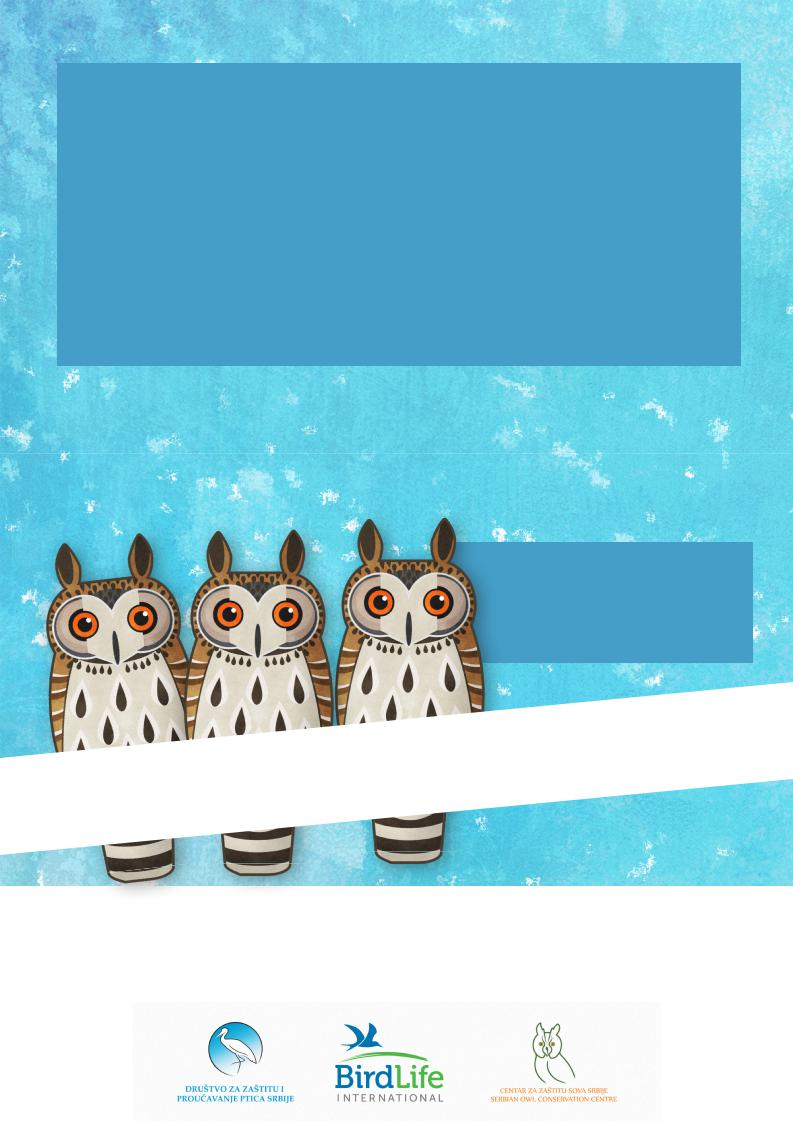 DRUŠTVO ZA ZAŠTITU I
PROUČAVANJE PTICA SRBIJE
BirdLife
INTERNATIONAL
CENTAR ZA ZAŠTITU SOVA SRBIJE
SERBIAN OWL CONSERVATION CENTRE